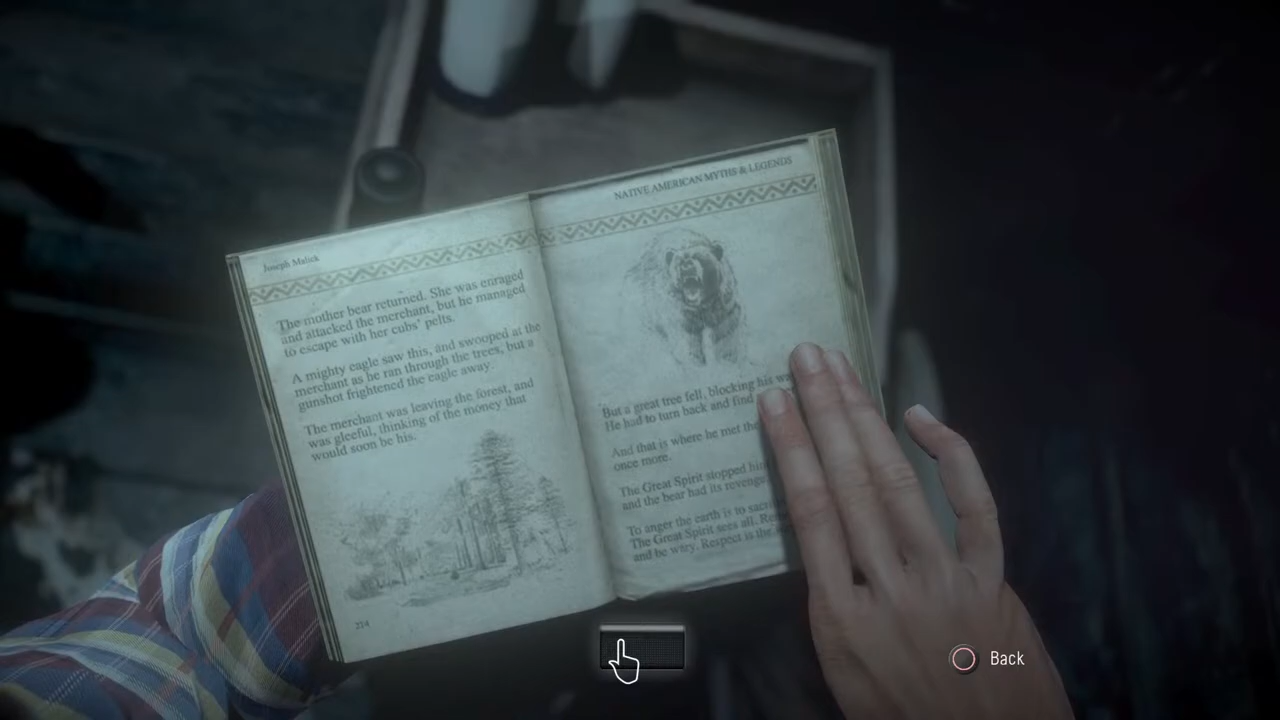 Joseph Malick
The mother bear returned. She was enraged
and attacked the merchant, but he managed
to escape with her cubs' pelts.
A mighty eagle saw this, and swooped at the
merchant as he ran through the trees, but a
gunshot frightened the eagle away.
The merchant was leaving the forest, and
was gleeful, thinking of the money that
would soon be his.
214
NATIVE AMERICAN MYTHS & LEGENDS
But a great tree fell, blocking his
He had to turn back and find
And that is where he met the
once more.
The Great Spirit stopped
and the bear had its revenge.
To anger the earth is to
The Great Spirit sees all.
and be wary. Respect is the
Back